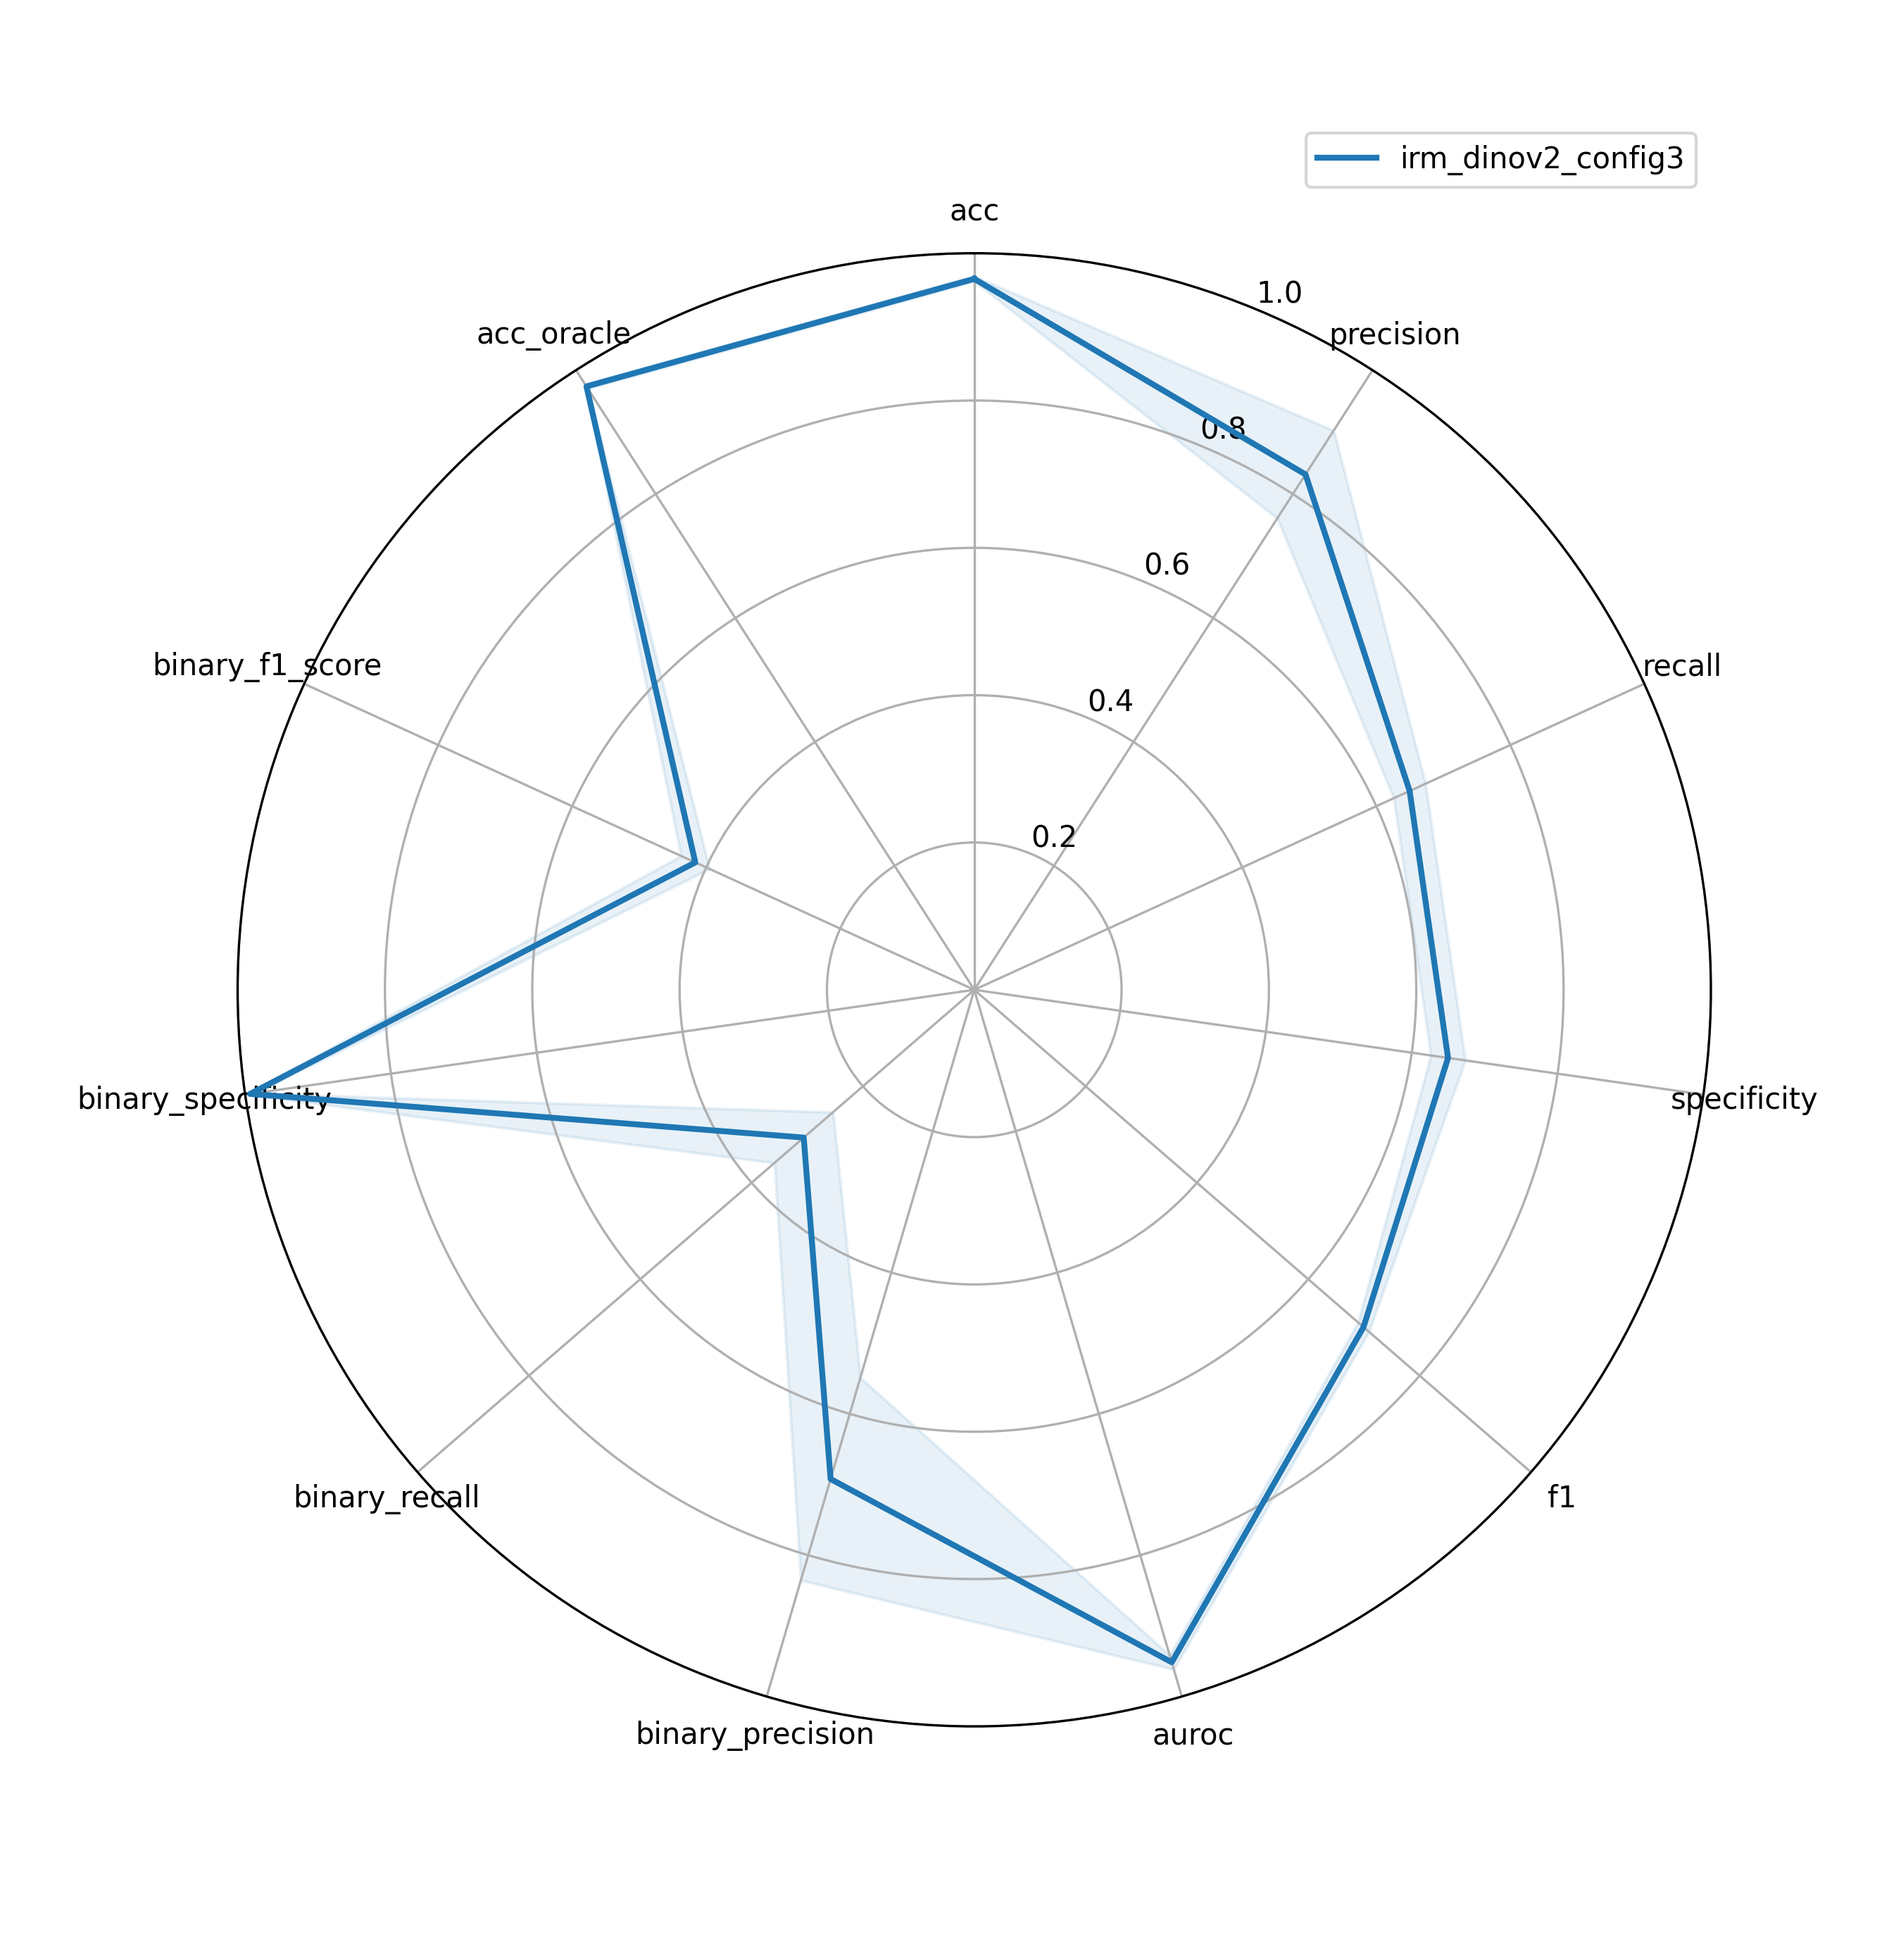 irm_dinov2_config3
acc
1.0
acc_oracle
precision
0.8
0.6
binary_f1_score
recall
0.4
0.2
binary_specificity
specificity
binary_recall
f1
binary_precision
auroc